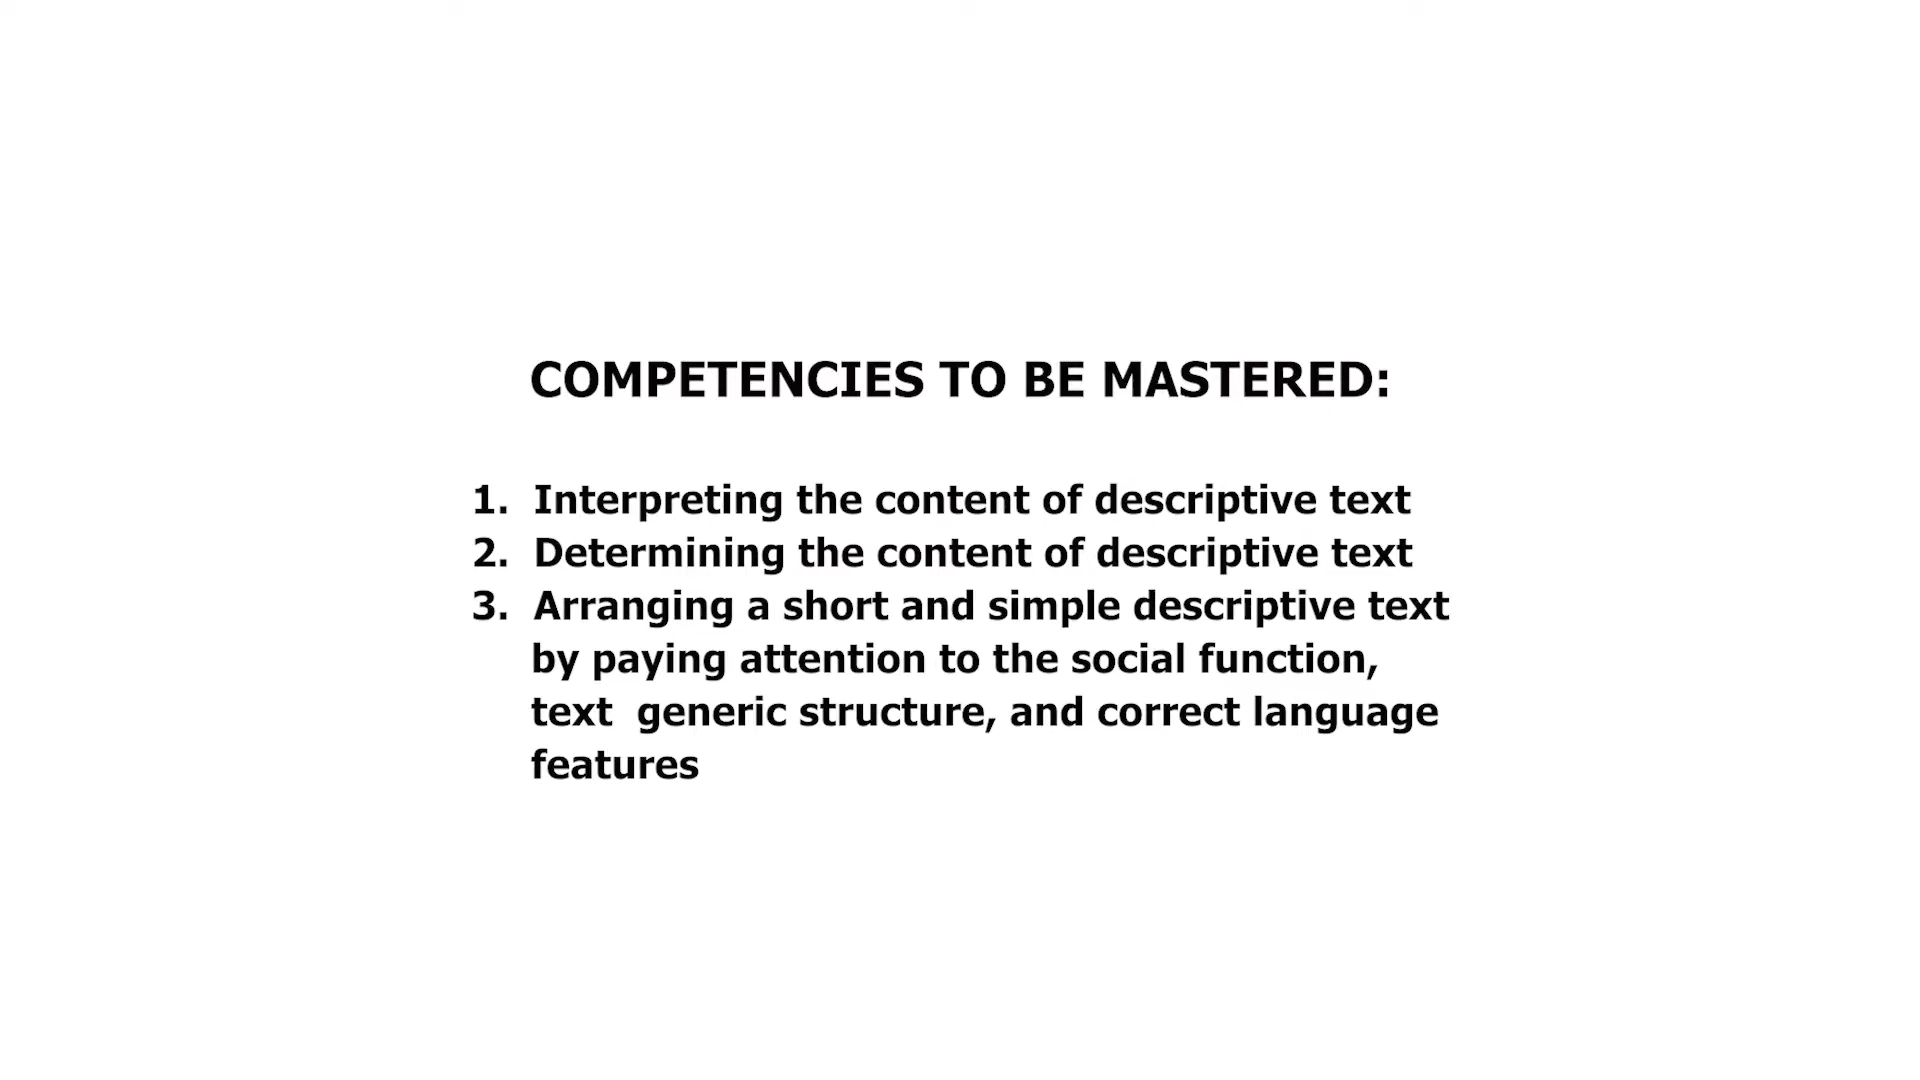 COMPETENCIES TO BE MASTERED:
1. Interpreting the content of descriptive text
2. Determining the content of descriptive text
3. Arranging a short and simple descriptive text
by paying attention to the social function,
text  generic structure, and correct language
features